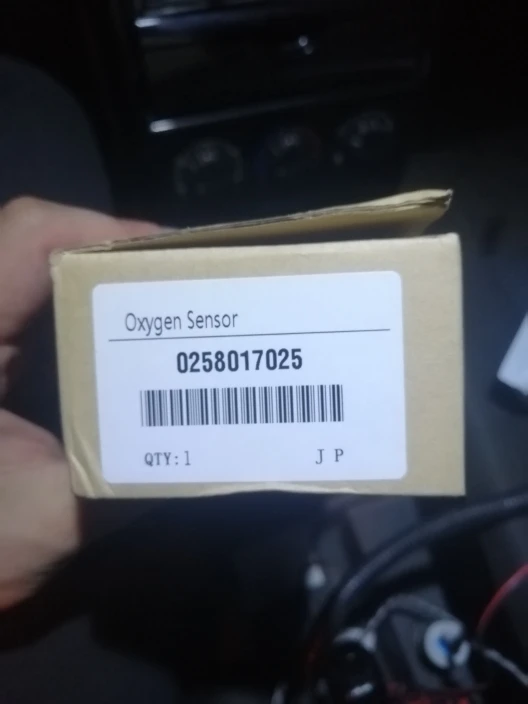 Oxygen Sensor
0258017025
QTY:1 J P